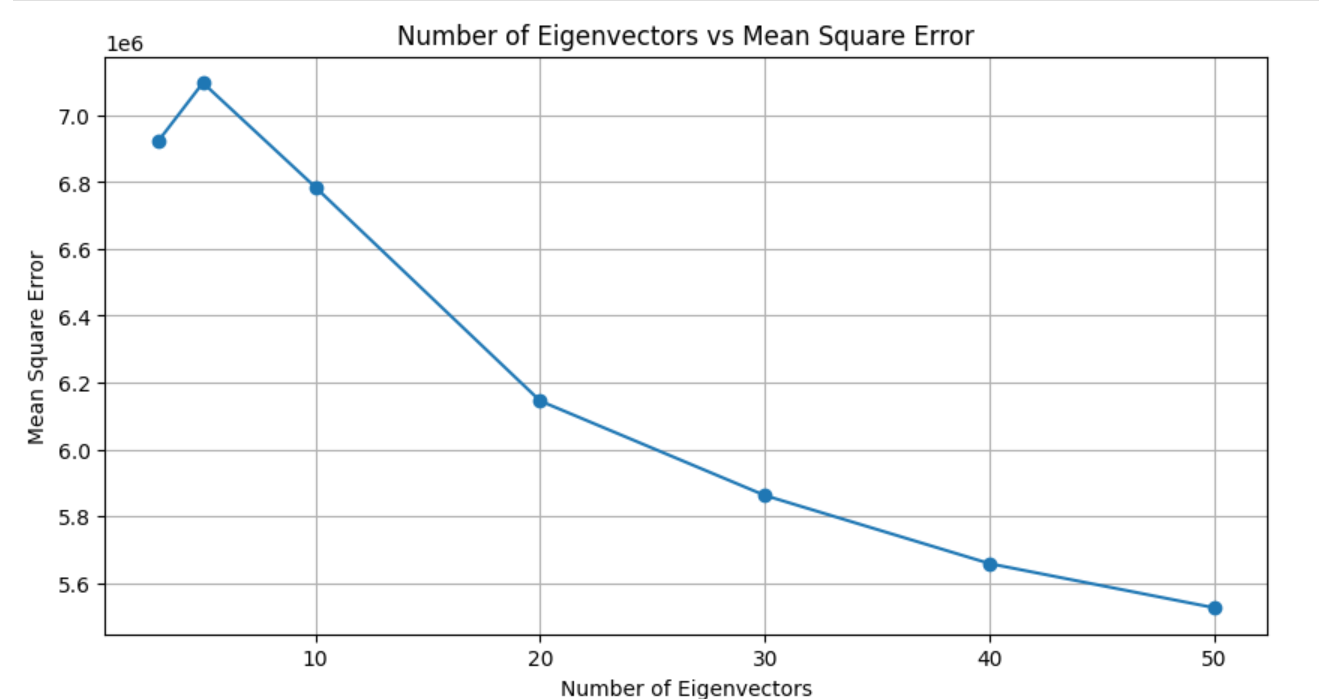 Number of Eigenvectors vs Mean Square Error
1e6
7.0
6.8
6.6
6.4
6.2
6.0
5.8
5.6
Mean Square Error
10 20 30 40 50
Number of Eigenvectors